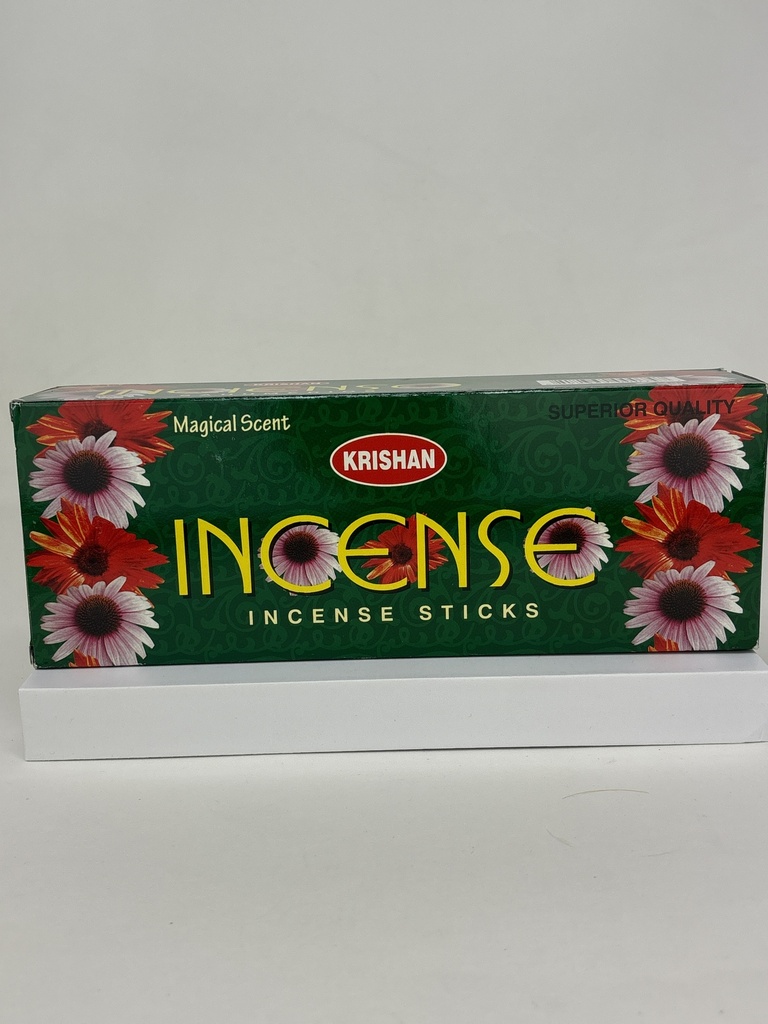 Magical Scent
SUPERIOR QUALITY
KRISHAN
INCENSE
INCENSE STICKS